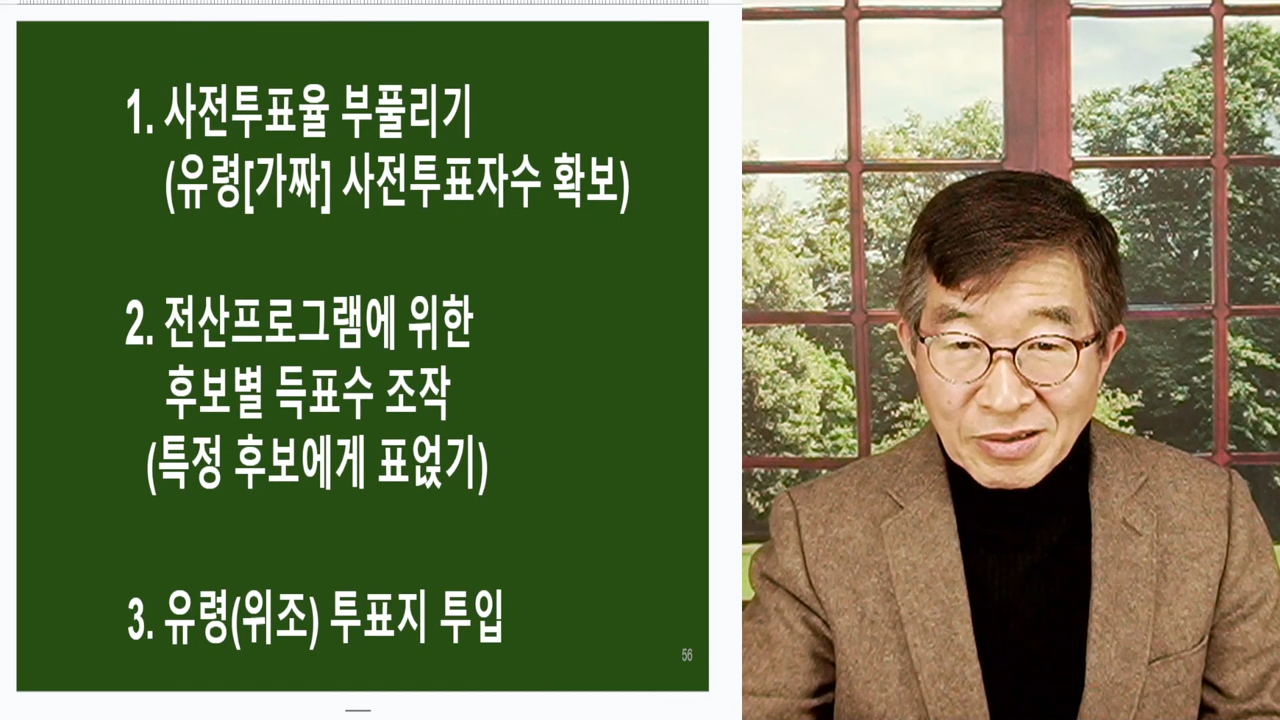 1. 사전투표율 부풀리기
(유령[가짜] 사전투표자수 확보)
2. 전산프로그램에 위한
후보별 득표수 조작
(특정 후보에게 표얹기)
3. 유령(위조) 투표지 투입
56